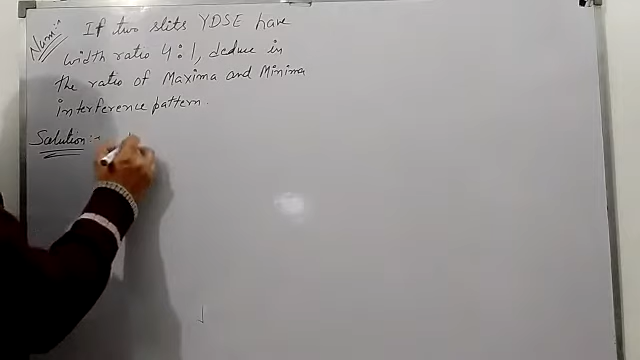 Num:- If two slits YDSE have
width ratio 4:1, deduce in
the ratio of Maxima and Minima
interference pattern.
Solution:-